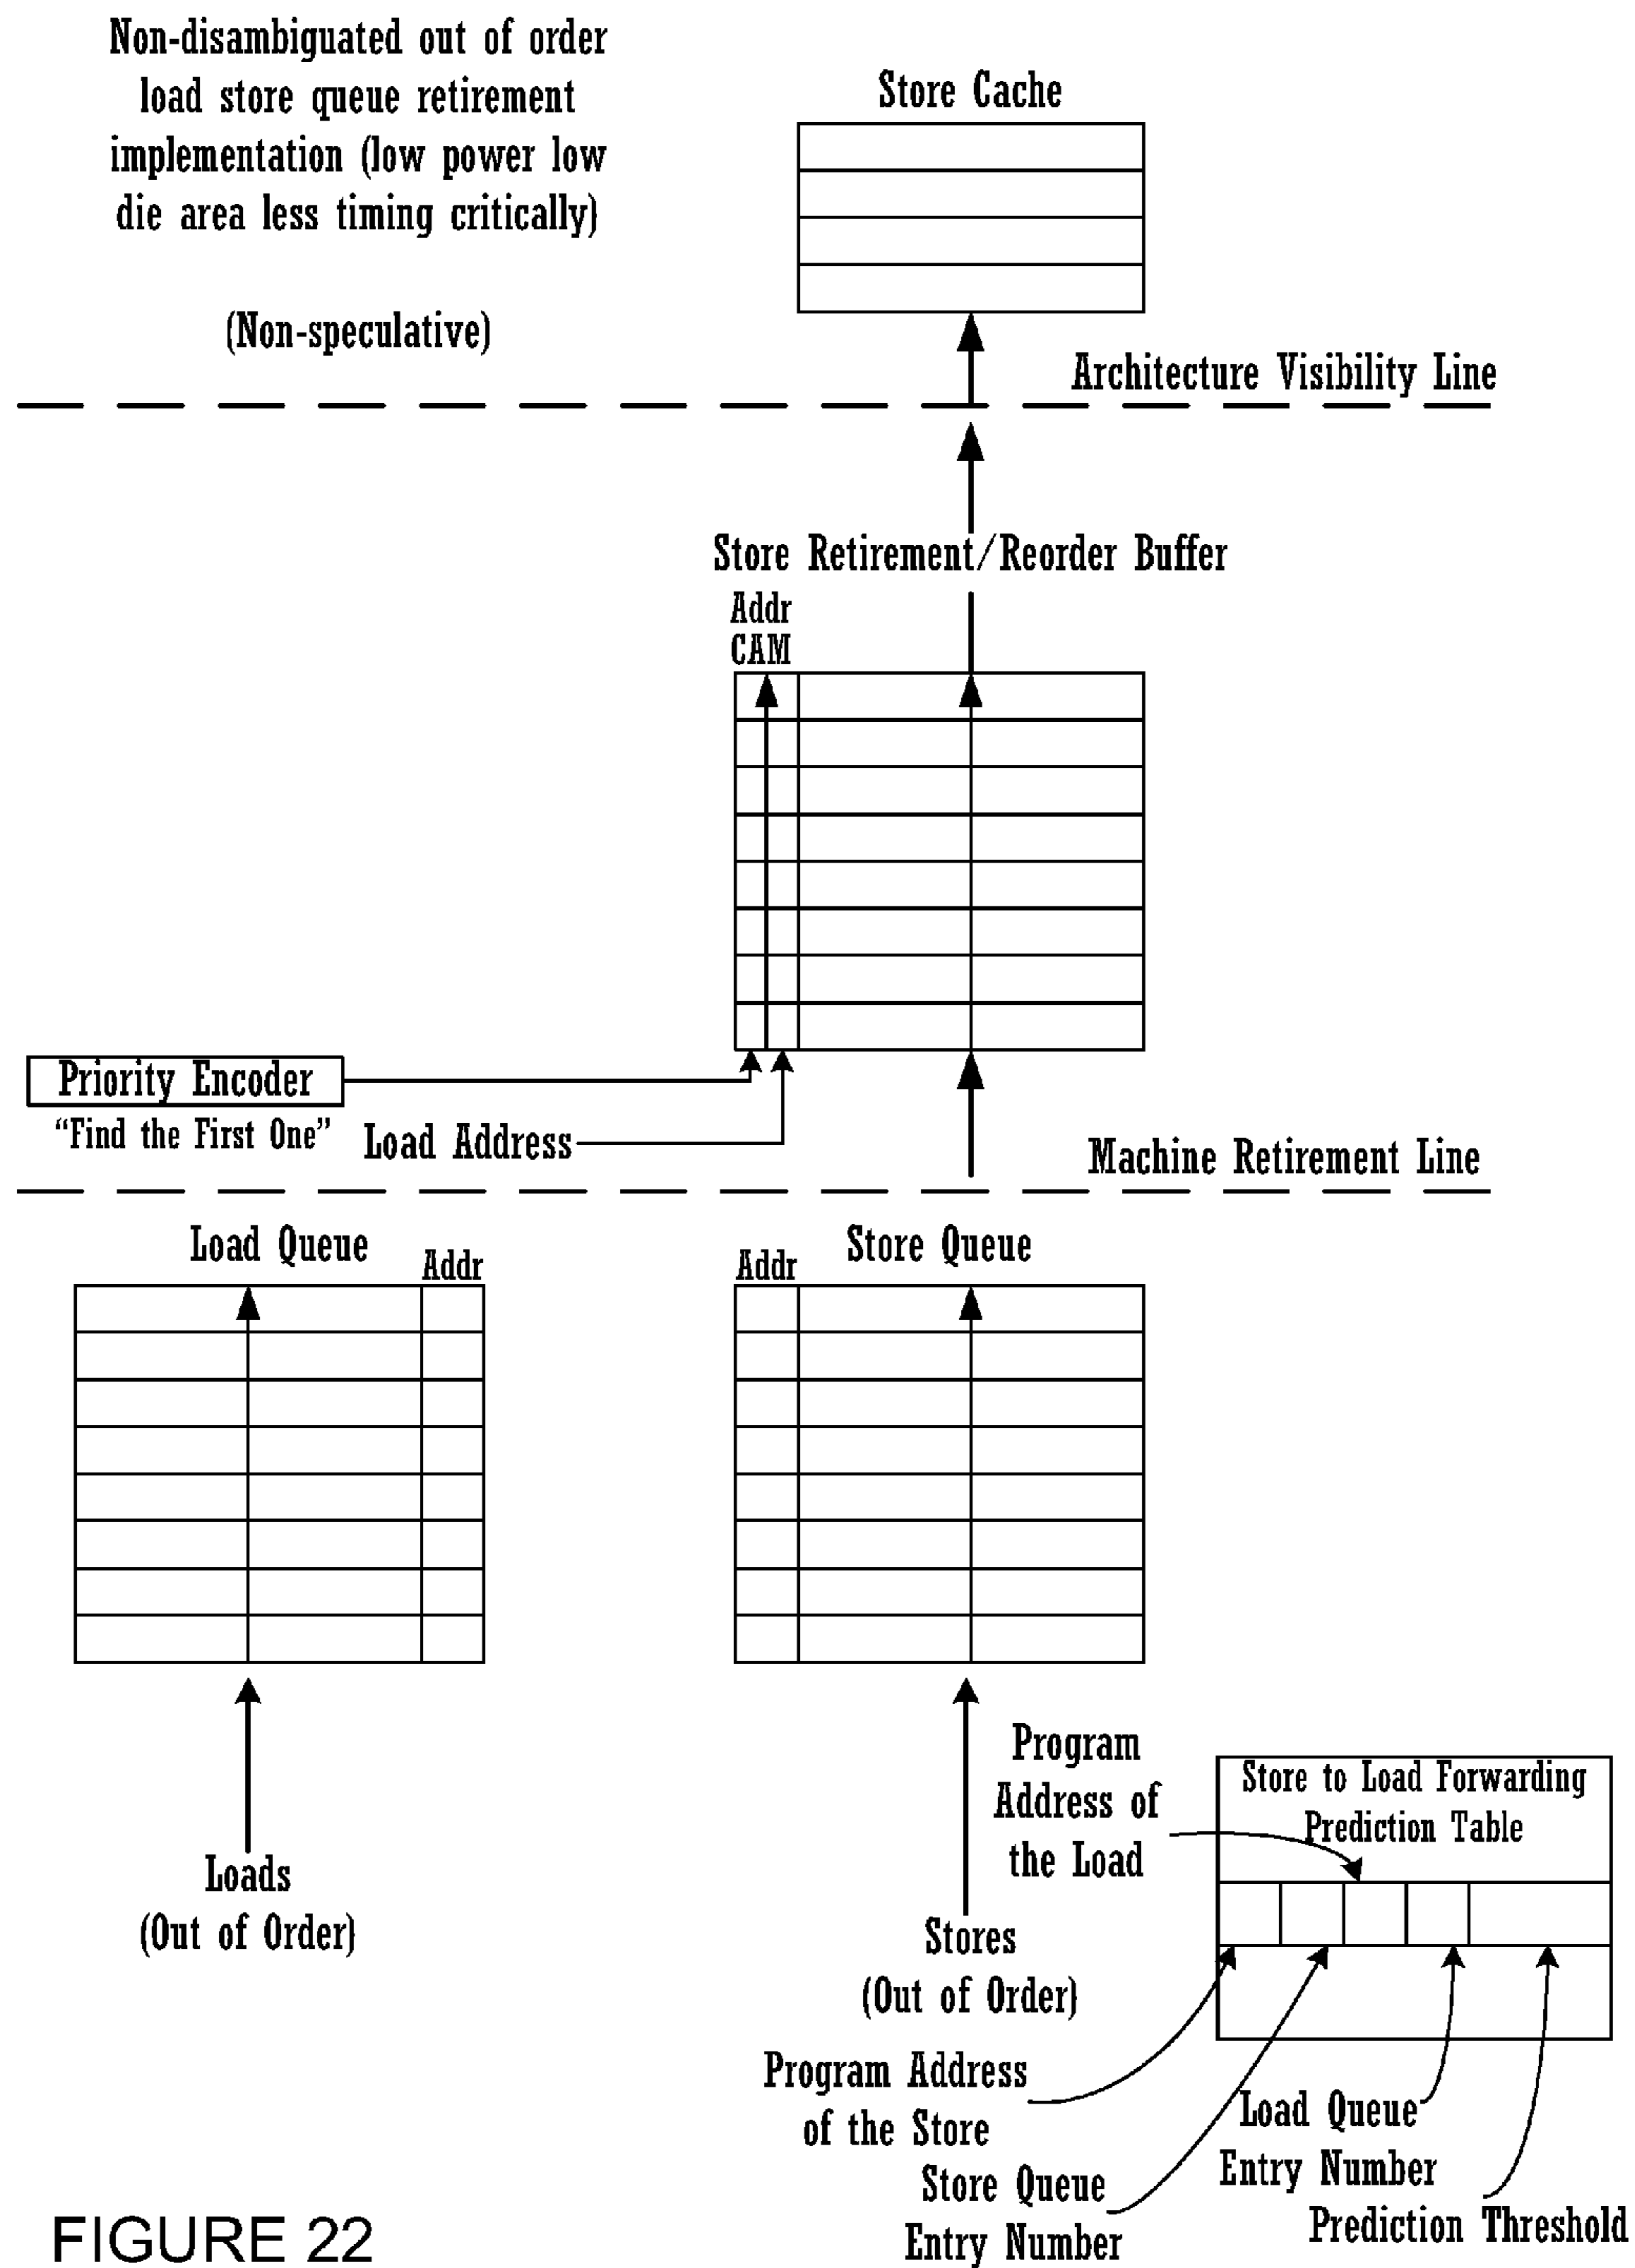 Non-disambiguated out of order
load store queue retirement
implementation (low power low
die area less timing critically)
(Non-speculative)
Store Cache
Architecture Visibility Line
Store Retirement/Reorder Buffer
Addr
CAM
Priority Encoder
“Find the First One”
Load Address
Machine Retirement Line
Load Queue
Addr
Addr
Store Queue
Loads
(Out of Order)
Stores
(Out of Order)
Program
Address of
the Load
Store to Load Forwarding
Prediction Table
Program Address
of the Store
Store Queue
Entry Number
Load Queue
Entry Number
Prediction Threshold
FIGURE 22